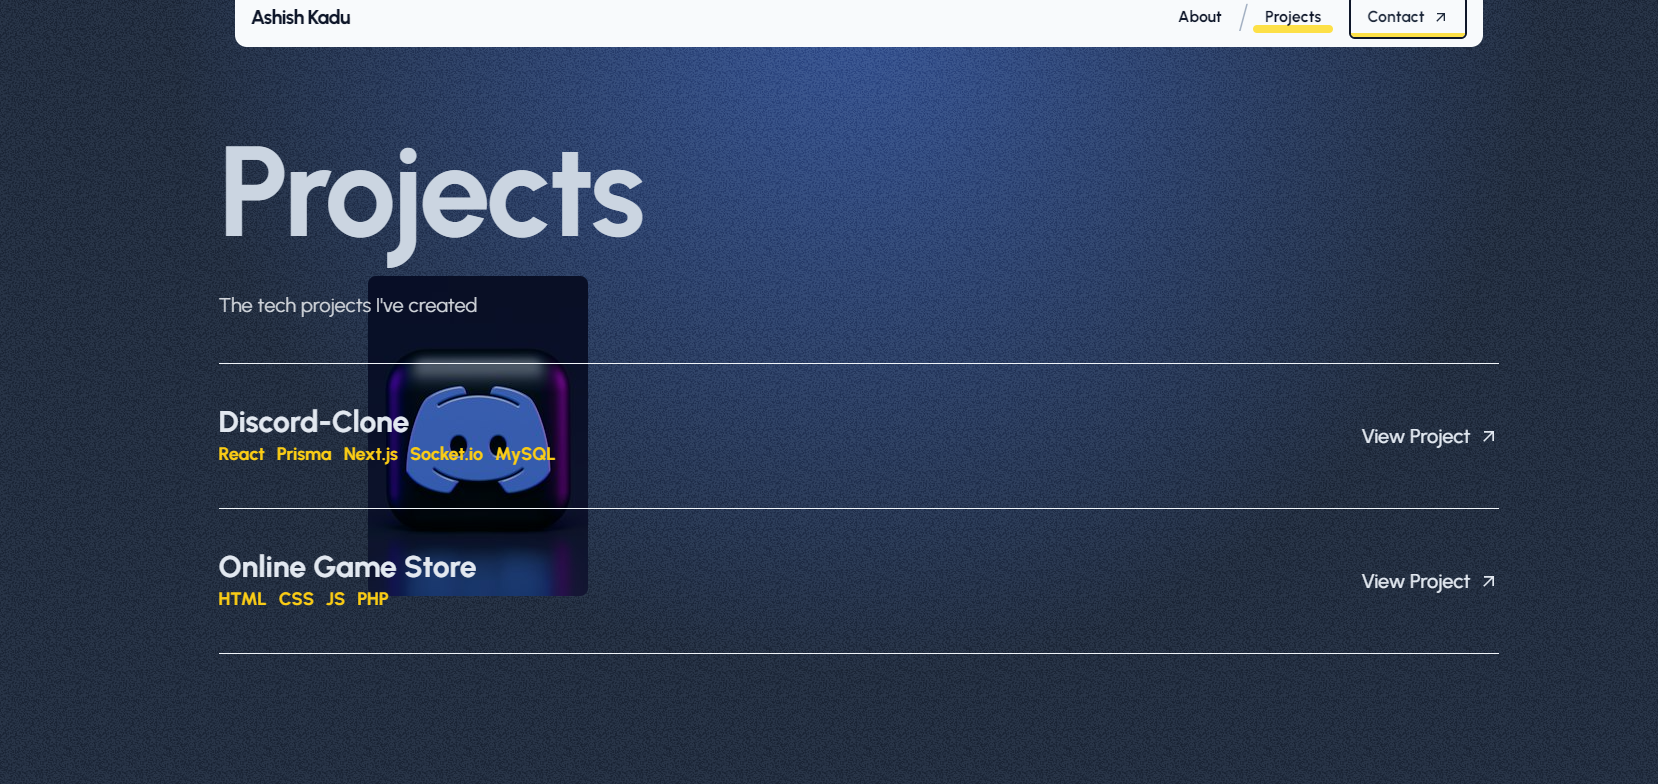 Ashish Kadu
About / Projects Contact
Projects
The tech projects I've created
Discord-Clone
React Prisma Next.js Socket.io MySQL
View Project
Online Game Store
HTML CSS JS PHP
View Project